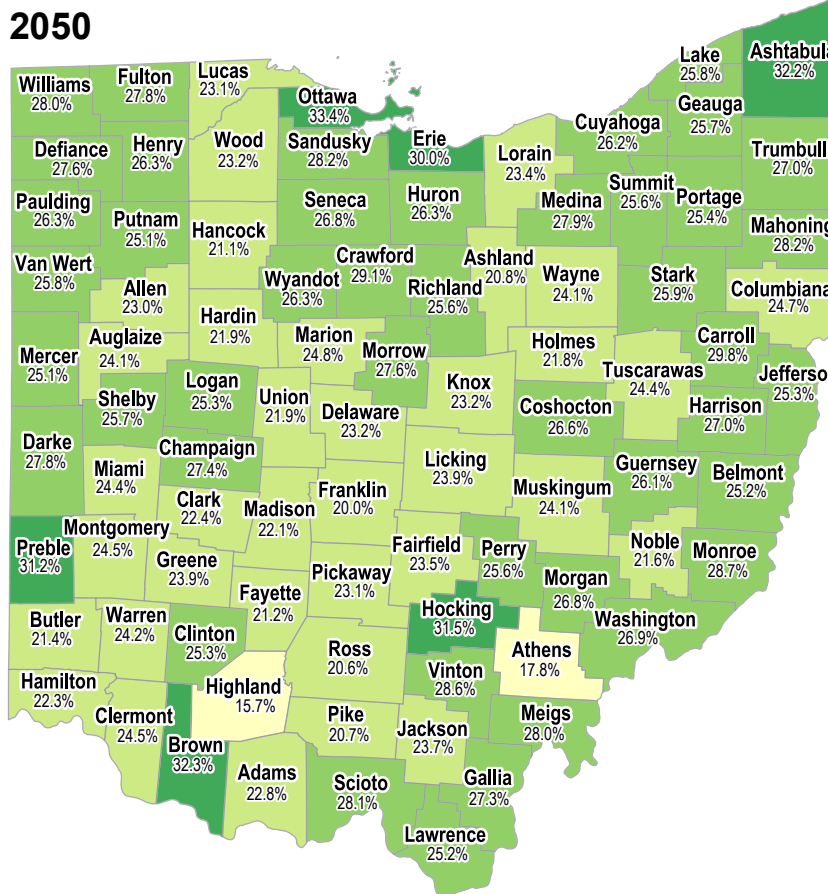 2050
Williams
28.0%
Fulton
27.8%
Lucas
23.1%
Ottawa
33.4%
Lake
25.8%
Ashtabula
32.2%
Geauga
25.7%
Cuyahoga
26.2%
Defiance
27.6%
Henry
26.3%
Wood
23.2%
Sandusky
28.2%
Erie
30.0%
Lorain
23.4%
Trumbull
27.0%
Paulding
26.3%
Putnam
25.1%
Hancock
21.1%
Seneca
26.8%
Huron
26.3%
Medina
27.9%
Summit
25.6%
Portage
25.4%
Mahoning
28.2%
Van Wert
25.8%
Allen
23.0%
Wyandot
26.3%
Crawford
29.1%
Richland
25.6%
Ashland
20.8%
Wayne
24.1%
Stark
25.9%
Columbiana
24.7%
Hardin
21.9%
Mercer
25.1%
Auglaize
24.1%
Marion
24.8%
Morrow
27.6%
Holmes
21.8%
Tuscarawas
24.4%
Carroll
29.8%
Jefferso
25.3%
Shelby
25.7%
Logan
25.3%
Union
21.9%
Delaware
23.2%
Knox
23.2%
Coshocton
26.6%
Harrison
27.0%
Darke
27.8%
Miami
24.4%
Champaign
27.4%
Licking
23.9%
Muskingum
24.1%
Guernsey
26.1%
Belmont
25.2%
Clark
22.4%
Madison
22.1%
Franklin
20.0%
Preble
31.2%
Montgomery
24.5%
Greene
23.9%
Fayette
21.2%
Pickaway
23.1%
Fairfield
23.5%
Perry
25.6%
Morgan
26.8%
Noble
21.6%
Monroe
28.7%
Butler
21.4%
Warren
24.2%
Clinton
25.3%
Ross
20.6%
Hocking
31.5%
Athens
17.8%
Washington
26.9%
Hamilton
22.3%
Clermont
24.5%
Highland
15.7%
Vinton
28.6%
Brown
32.3%
Adams
22.8%
Pike
20.7%
Jackson
23.7%
Meigs
28.0%
Scioto
28.1%
Gallia
27.3%
Lawrence
25.2%